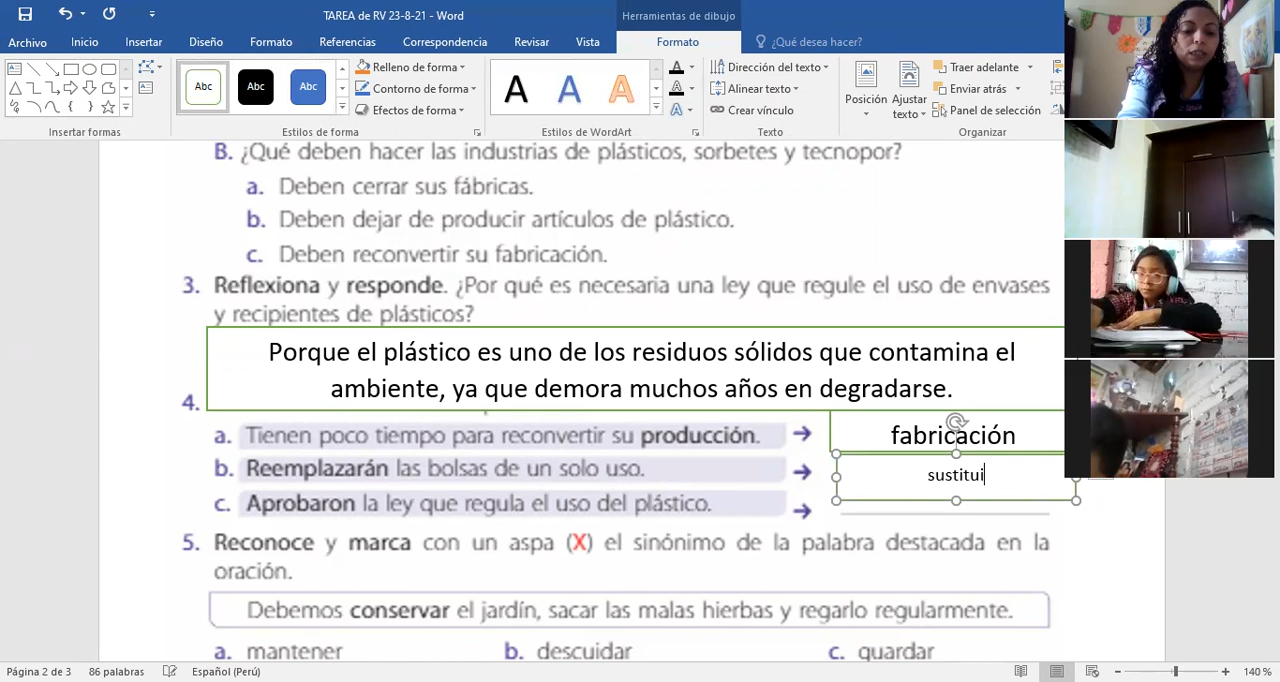 TAREA de RV 23-8-21 - Word
Herramientas de dibujo
Archivo Inicio Insertar Diseño Formato Referencias Correspondencia Revisar Vista Formato ¿Qué desea hacer?
Abc Abc Abc
Relleno de forma
Contorno de forma
Efectos de forma
A A A
Dirección del texto
Alinear texto
Crear vínculo
Posición
Ajustar texto
Traer adelante
Enviar atrás
Panel de selección
Insertar formas Estilos de forma Estilos de WordArt Texto Organizar
B. ¿Qué deben hacer las industrias de plásticos, sorbetes y tecnopor?
a. Deben cerrar sus fábricas.
b. Deben dejar de producir artículos de plástico.
c. Deben reconvertir su fabricación.
3. Reflexiona y responde. ¿Por qué es necesaria una ley que regule el uso de envases
y recipientes de plásticos?
Porque el plástico es uno de los residuos sólidos que contamina el
ambiente, ya que demora muchos años en degradarse.
4.
a. Tienen poco tiempo para reconvertir su producción. → fabricación
b. Reemplazarán las bolsas de un solo uso. → sustitui
c. Aprobaron la ley que regula el uso del plástico. →
5. Reconoce y marca con un aspa (X) el sinónimo de la palabra destacada en la
oración.
Debemos conservar el jardín, sacar las malas hierbas y regarlo regularmente.
a. mantener b. descuidar c. guardar
Página 2 de 3 86 palabras Español (Perú) 140 %